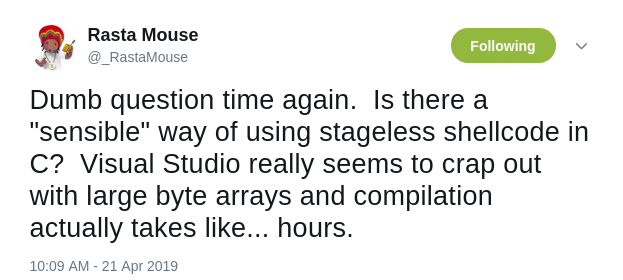 Rasta Mouse
@_RastaMouse
Following
Dumb question time again.  Is there a
"sensible" way of using stageless shellcode in
C?  Visual Studio really seems to crap out
with large byte arrays and compilation
actually takes like... hours.
10:09 AM - 21 Apr 2019